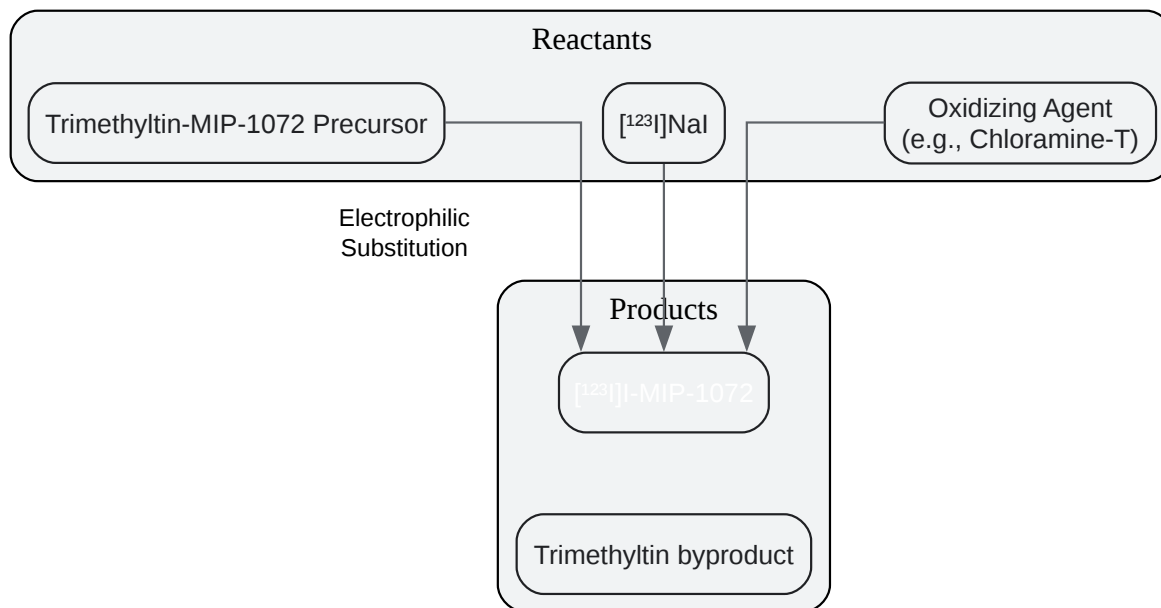 Reactants
Trimethyltin-MIP-1072 Precursor
[¹²³I]NaI
Oxidizing Agent
(e.g., Chloramine-T)
Electrophilic
Substitution
Products
[¹²³I]I-MIP-1072
Trimethyltin byproduct